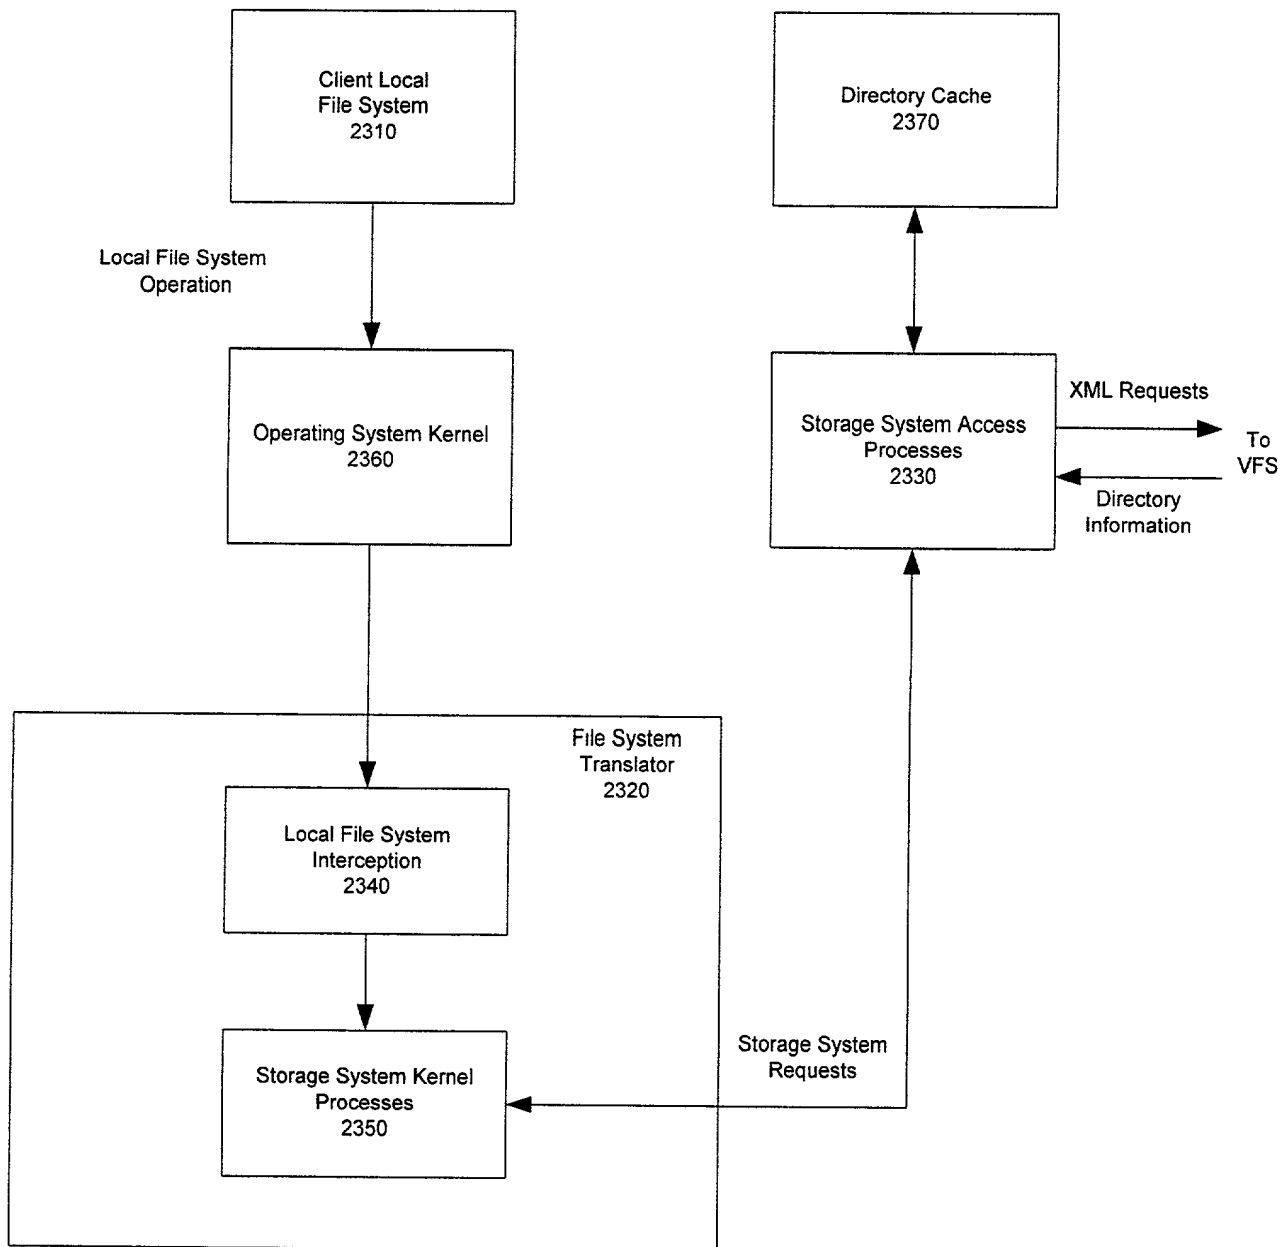 Client Local
File System
2310
Directory Cache
2370
Local File System
Operation
Operating System Kernel
2360
Storage System Access
Processes
2330
XML Requests
To
VFS
Directory
Information
File System
Translator
2320
Local File System
Interception
2340
Storage System Kernel
Processes
2350
Storage System
Requests